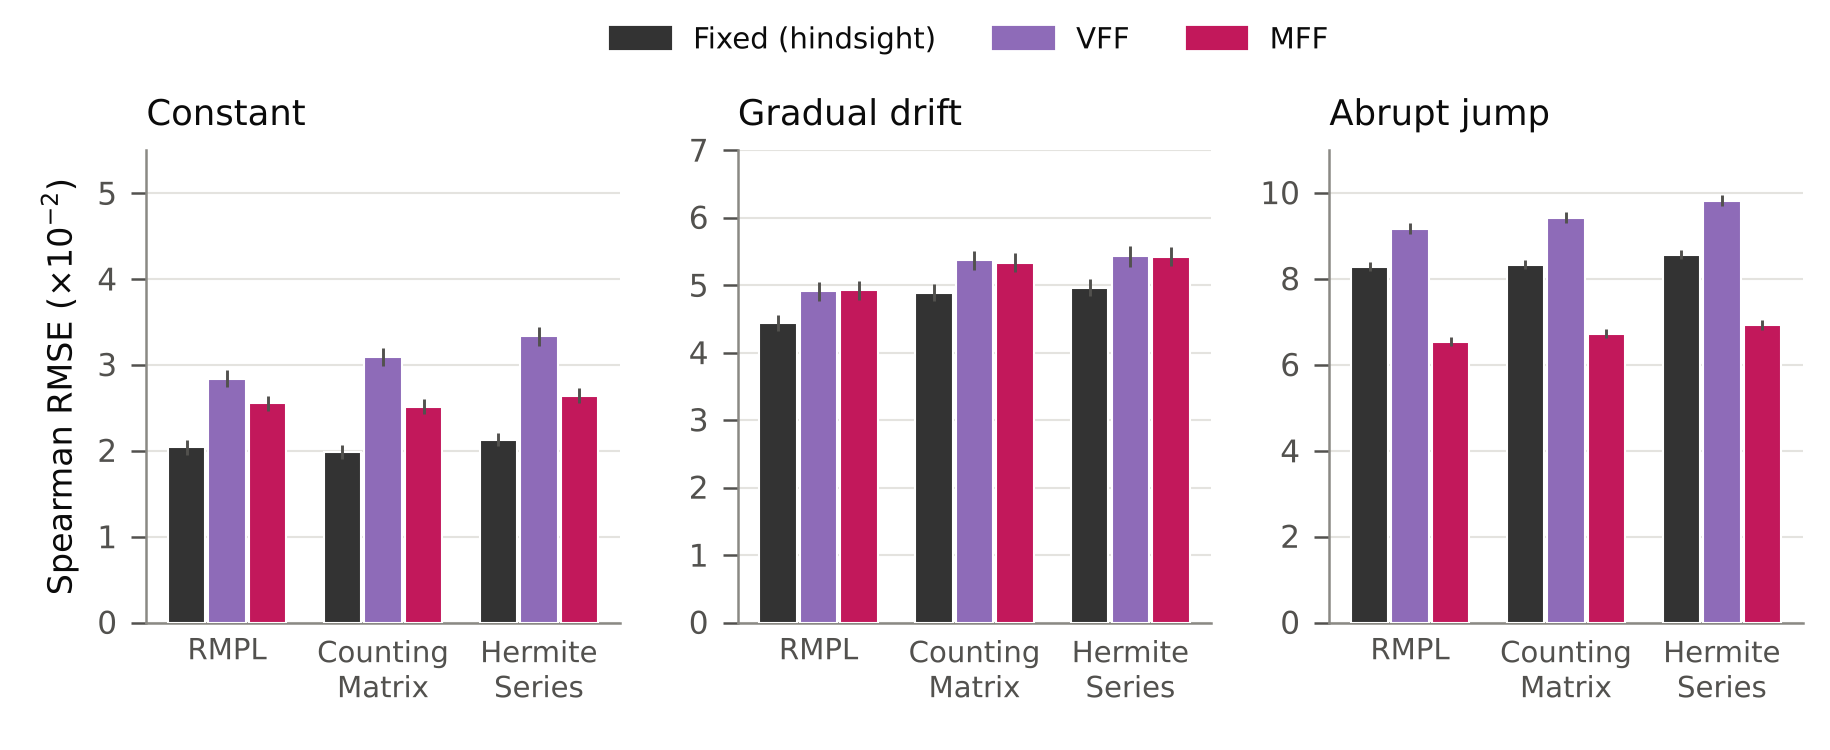 Fixed (hindsight) VFF MFF
Constant
Gradual drift
Abrupt jump
Spearman RMSE (×10⁻²)
5
4
3
2
1
0
RMPL
Counting
Matrix
Hermite
Series
7
6
5
4
3
2
1
0
RMPL
Counting
Matrix
Hermite
Series
10
8
6
4
2
0
RMPL
Counting
Matrix
Hermite
Series